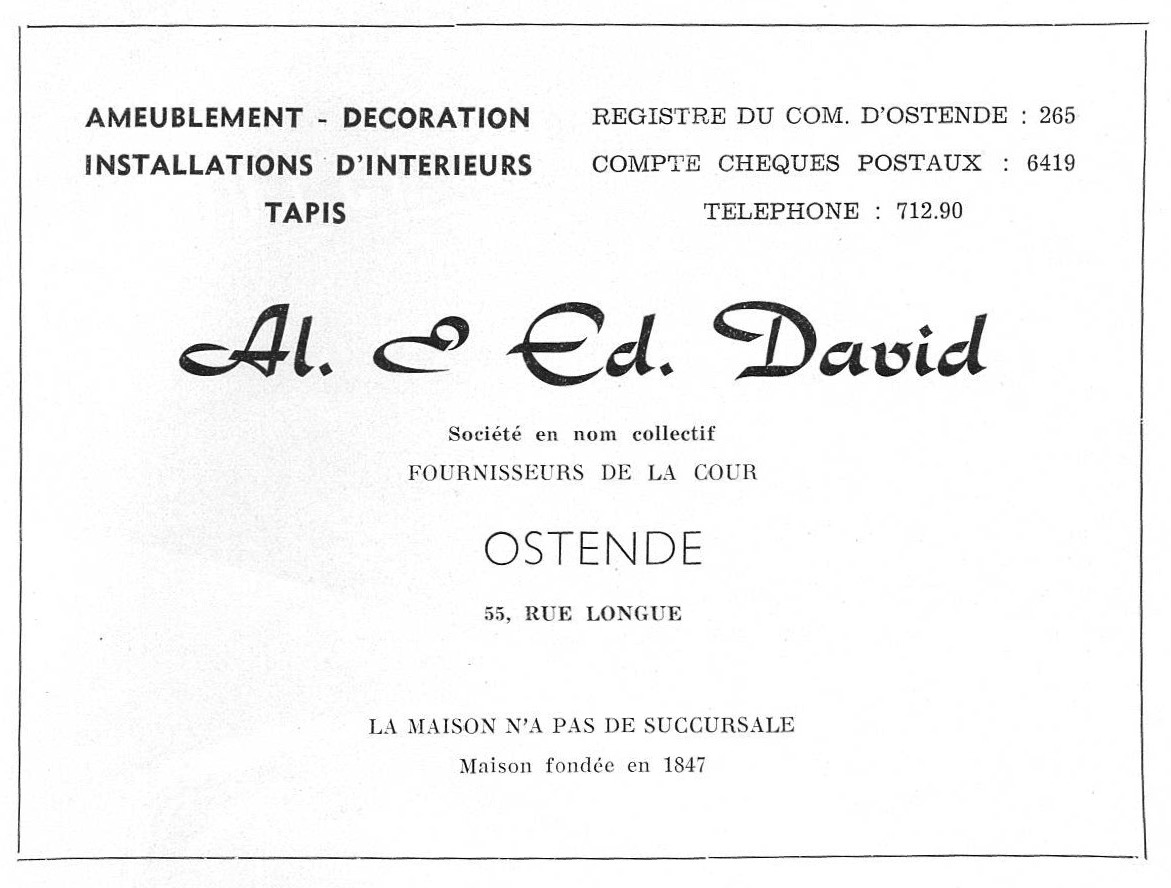 AMEUBLEMENT - DECORATION
INSTALLATIONS D'INTERIEURS
TAPIS
REGISTRE DU COM. D'OSTENDE : 265
COMPTE CHEQUES POSTAUX : 6419
TELEPHONE : 712.90
Al. & Ed. David
Société en nom collectif
FOURNISSEURS DE LA COUR
OSTENDE
55, RUE LONGUE
LA MAISON N'A PAS DE SUCCURSALE
Maison fondée en 1847